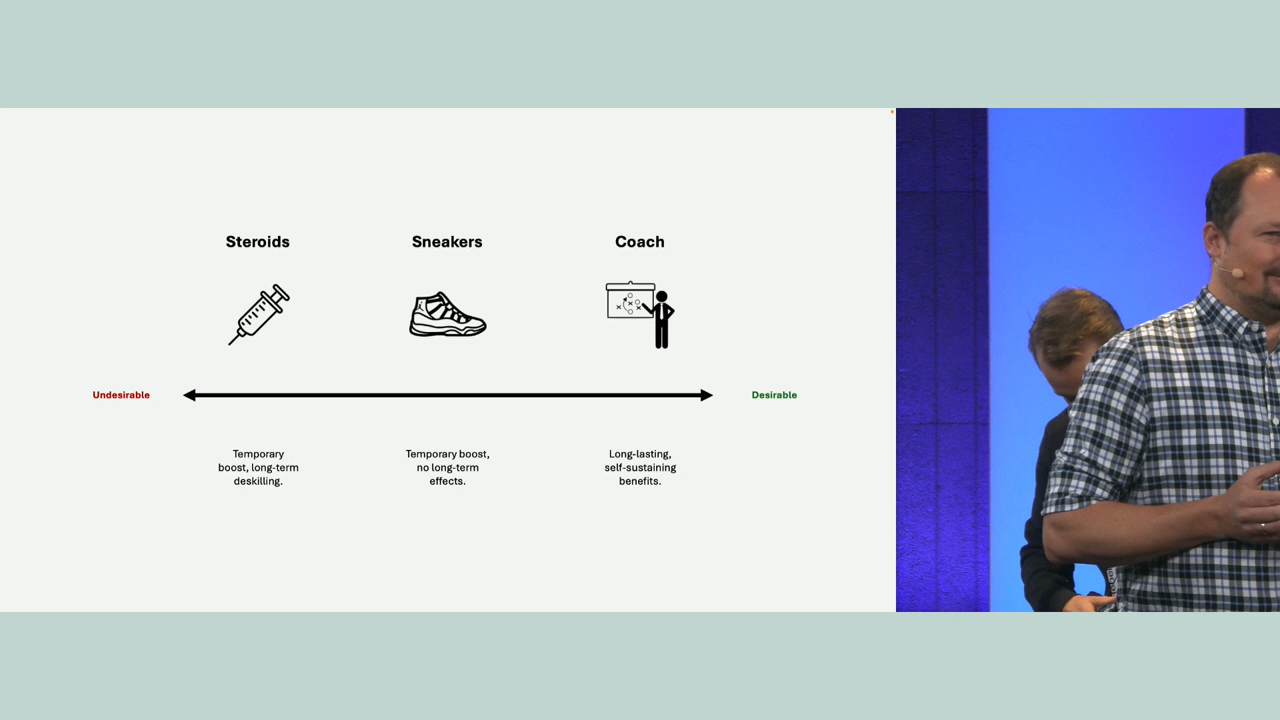 Steroids
Sneakers
Coach
Undesirable
Desirable
Temporary
boost, long-term
deskilling.
Temporary boost,
no long-term
effects.
Long-lasting,
self-sustaining
benefits.